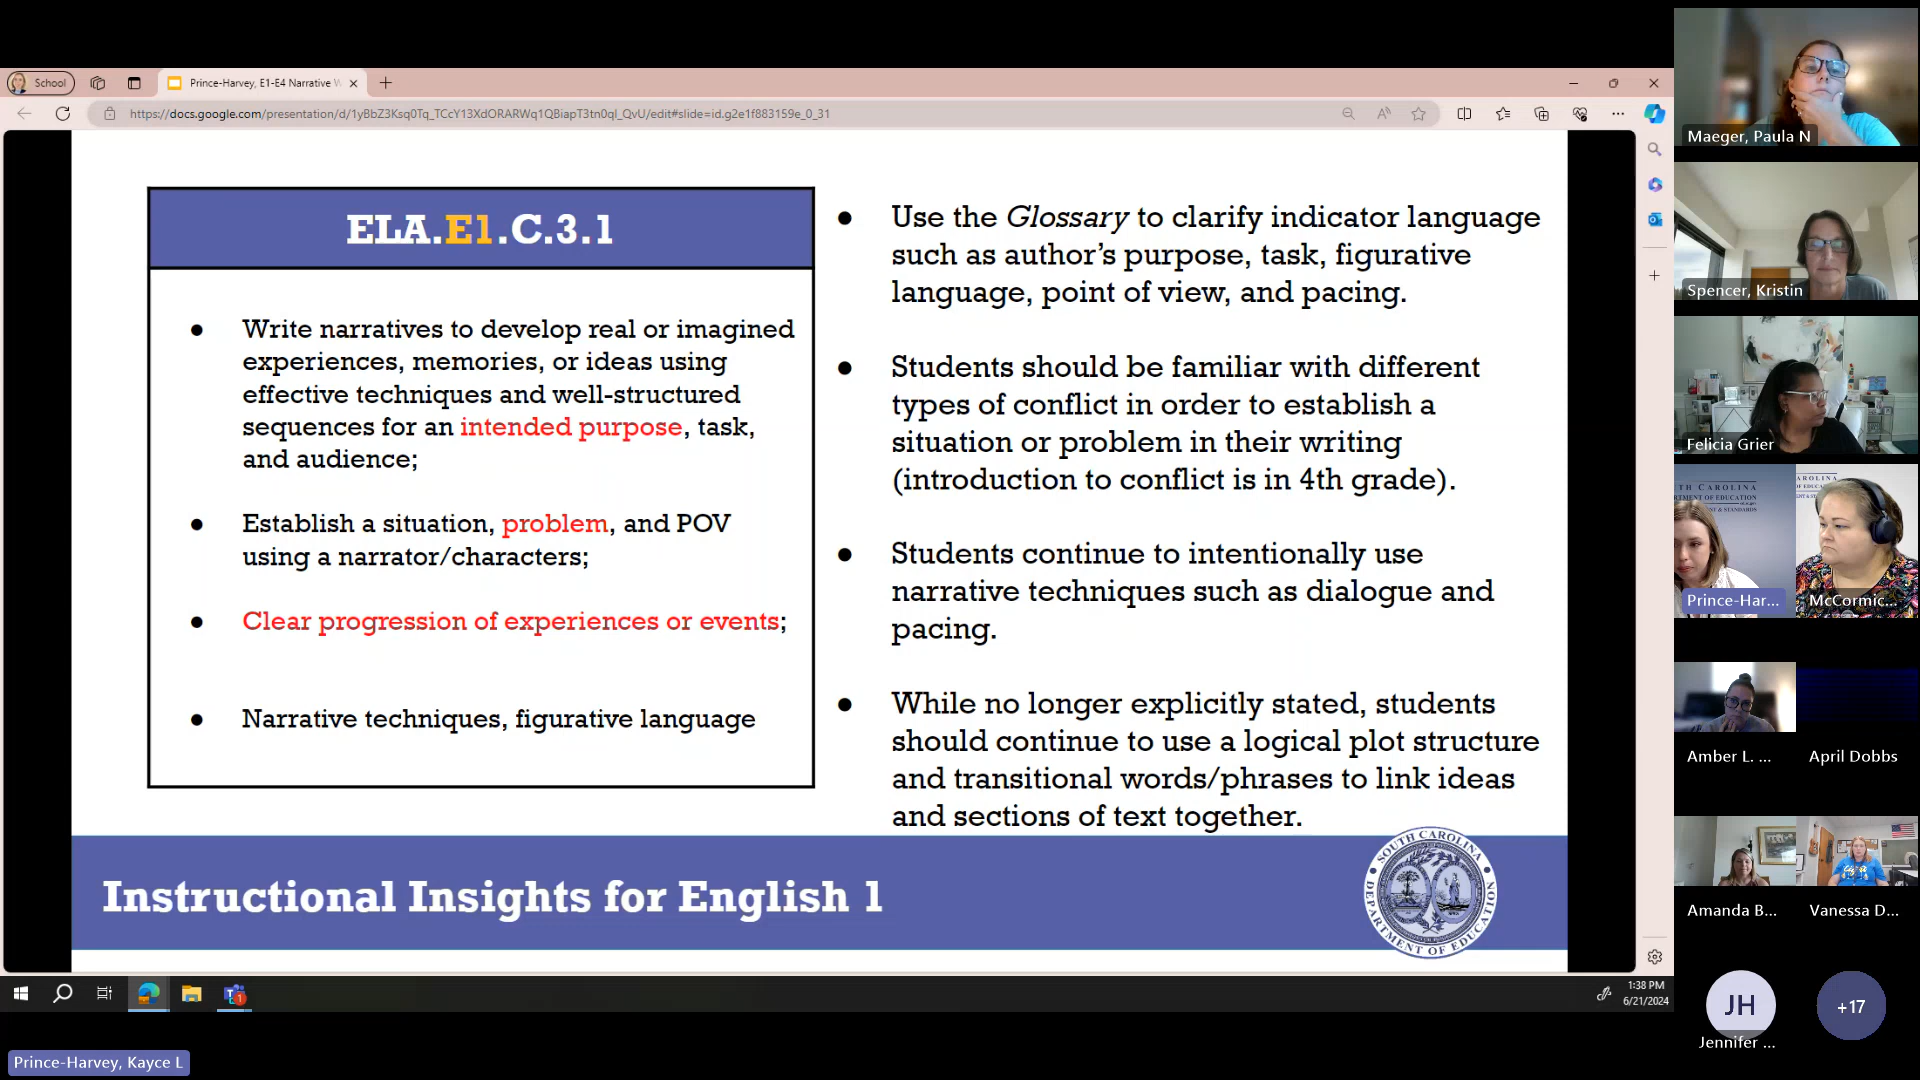 School
Prince-Harvey, E1-E4 Narrative W
https://docs.google.com/presentation/d/1yBbZ3Ksq0Tq_TCcY13XdORARWq1QBiapT3tn0ql_QvU/edit#slide=id.g2e1f883159e_0_31
ELA.E1.C.3.1
● Write narratives to develop real or imagined
experiences, memories, or ideas using
effective techniques and well-structured
sequences for an intended purpose, task,
and audience;
● Establish a situation, problem, and POV
using a narrator/characters;
● Clear progression of experiences or events;
● Narrative techniques, figurative language
● Use the Glossary to clarify indicator language
such as author's purpose, task, figurative
language, point of view, and pacing.
● Students should be familiar with different
types of conflict in order to establish a
situation or problem in their writing
(introduction to conflict is in 4th grade).
● Students continue to intentionally use
narrative techniques such as dialogue and
pacing.
● While no longer explicitly stated, students
should continue to use a logical plot structure
and transitional words/phrases to link ideas
and sections of text together.
Instructional Insights for English 1
SOUTH CAROLINA
DEPARTMENT OF EDUCATION
1:38 PM
6/21/2024
Prince-Harvey, Kayce L
Maeger, Paula N
Spencer, Kristin
Felicia Grier
Prince-Har...
McCormic...
Amber L. ...
April Dobbs
Amanda B...
Vanessa D...
JH
Jennifer ...
+17